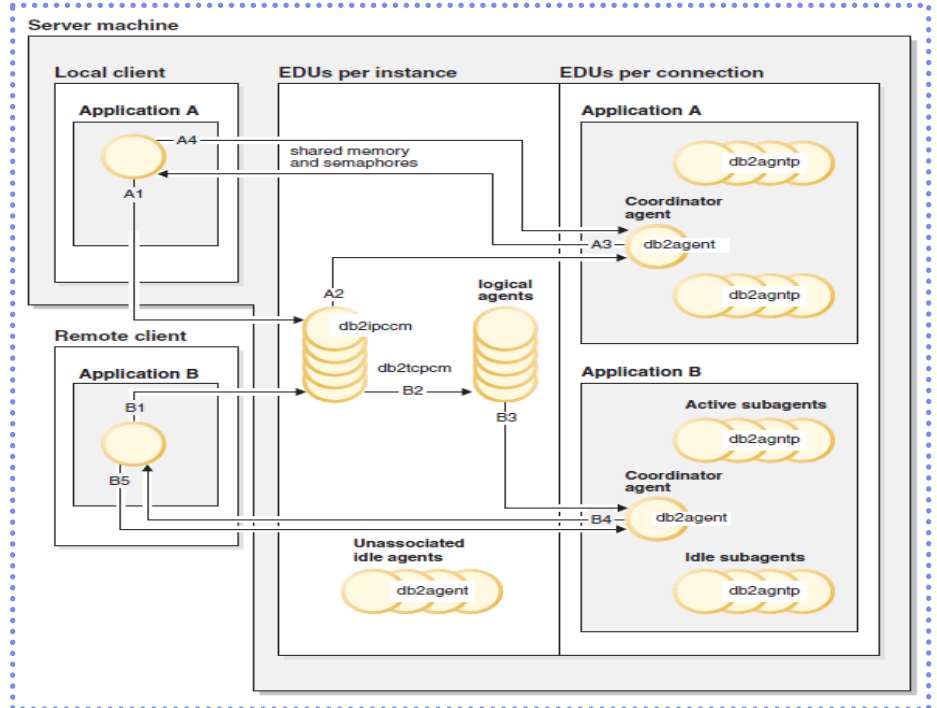 Server machine
Local client
EDUs per instance
EDUs per connection
Application A
A4
shared memory
and semaphores
A1
Application A
db2agntp
Coordinator
agent
A3
db2agent
db2agntp
A2
logical
agents
db2ipccm
db2tcpcm
B2
B3
Remote client
Application B
B1
B5
Application B
Active subagents
db2agntp
Coordinator
agent
B4
db2agent
Idle subagents
db2agntp
Unassociated
idle agents
db2agent